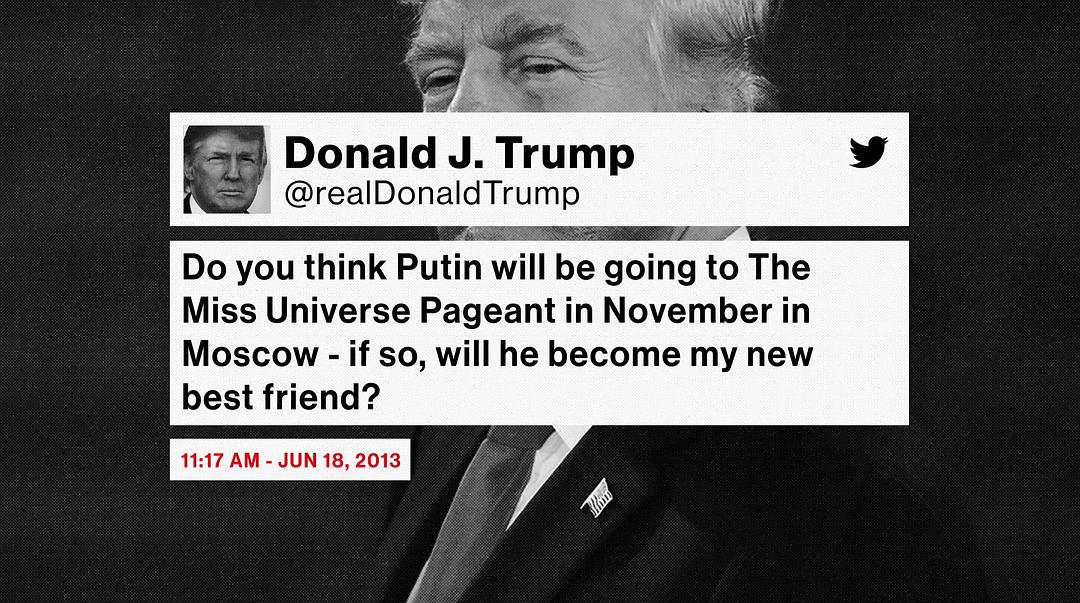 Donald J. Trump
@realDonaldTrump
Do you think Putin will be going to The
Miss Universe Pageant in November in
Moscow - if so, will he become my new
best friend?
11:17 AM - JUN 18, 2013